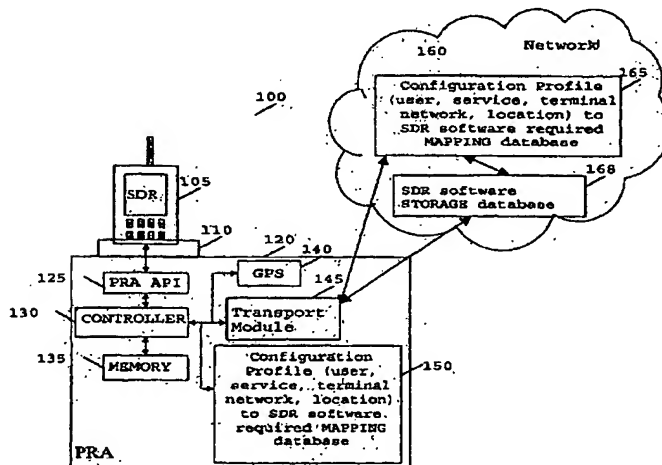 160
Network
165
Configuration Profile
(user, service, terminal
network, location) to
SDR software required
MAPPING database
100
168
SDR software
STORAGE database
SDR
105
110
120
140
125
PRA API
GPS
145
130
CONTROLLER
Transport
Module
135
MEMORY
150
Configuration
Profile (user,
service, terminal
network, location)
to SDR software
required MAPPING
database
PRA